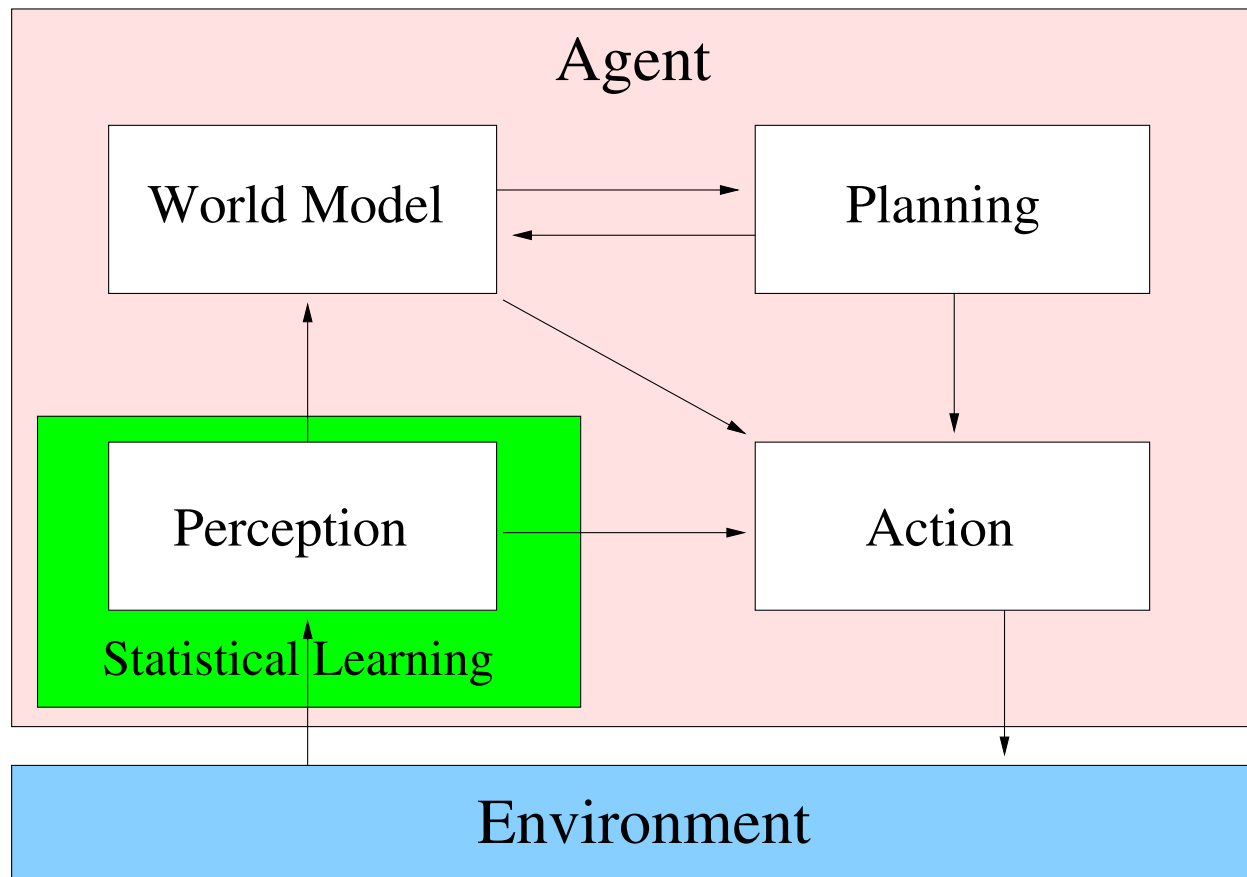 Agent
World Model
Planning
Perception
Action
Statistical Learning
Environment